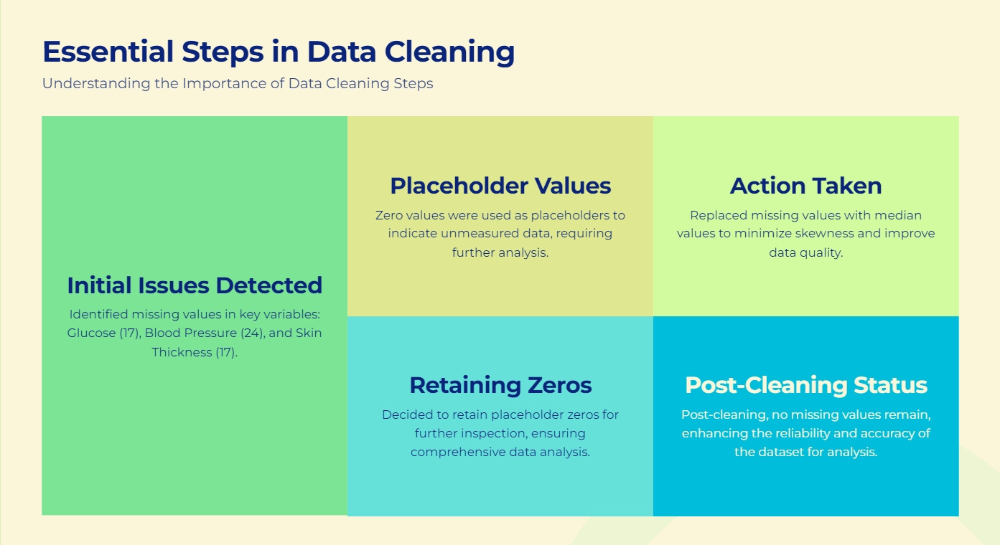 Essential Steps in Data Cleaning
Understanding the Importance of Data Cleaning Steps
Initial Issues Detected
Identified missing values in key variables:
Glucose (17), Blood Pressure (24), and Skin
Thickness (17).
Placeholder Values
Zero values were used as placeholders to
indicate unmeasured data, requiring
further analysis.
Action Taken
Replaced missing values with median
values to minimize skewness and improve
data quality.
Retaining Zeros
Decided to retain placeholder zeros for
further inspection, ensuring
comprehensive data analysis.
Post-Cleaning Status
Post-cleaning, no missing values remain,
enhancing the reliability and accuracy of
the dataset for analysis.